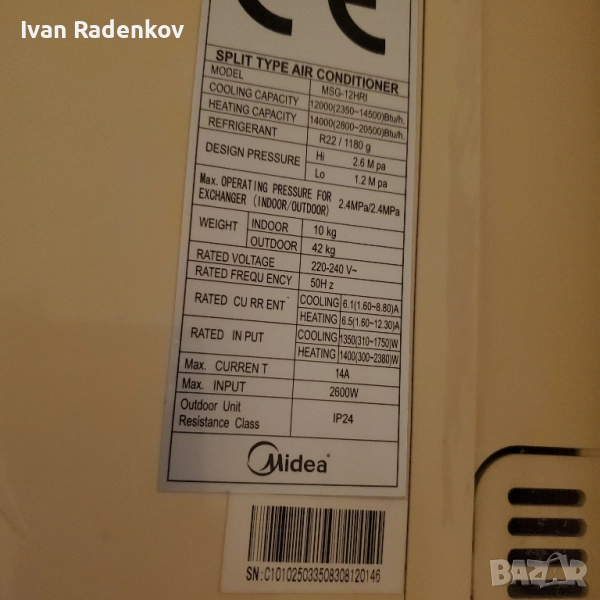 Ivan Radenkov
CE
SPLIT TYPE AIR CONDITIONER
MODEL MSG-12HRI
COOLING CAPACITY 12000(2350~14500)Btu/h.
HEATING CAPACITY 14000(2800~20500)Btu/h.
REFRIGERANT R22 / 1180 g
DESIGN PRESSURE Hi 2.6 M pa
Lo 1.2 M pa
Max. OPERATING PRESSURE FOR
EXCHANGER (INDOOR/OUTDOOR) 2.4MPa/2.4MPa
WEIGHT INDOOR 10 kg
OUTDOOR 42 kg
RATED VOLTAGE 220-240 V~
RATED FREQU ENCY 50H z
RATED CU RR ENT COOLING 6.1(1.60~8.80)A
HEATING 6.5(1.60~12.30)A
RATED IN PUT COOLING 1350(310~1750)W
HEATING 1400(300~2380)W
Max. CURREN T 14A
Max. INPUT 2600W
Outdoor Unit
Resistance Class IP24
Midea
SN:C101025033508308120146
BAZAR